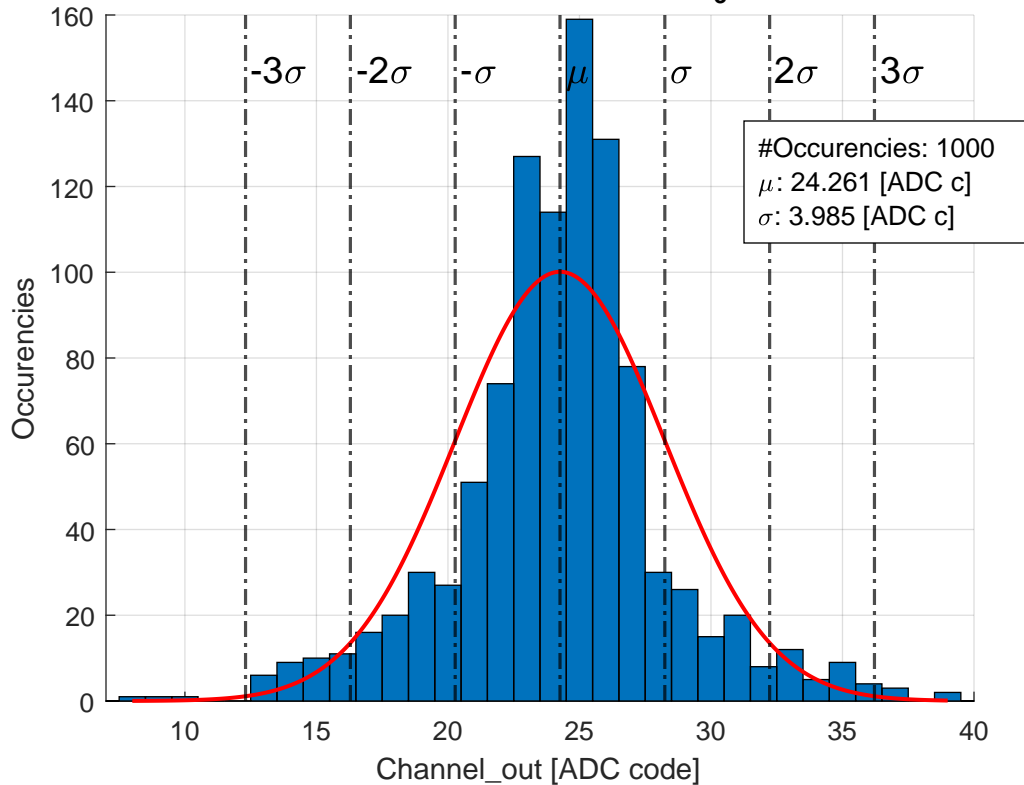 160
140
120
100
80
60
40
20
0
Occurencies
-3σ
-2σ
-σ
μ
σ
2σ
3σ
#Occurencies: 1000
μ: 24.261 [ADC c]
σ: 3.985 [ADC c]
10
15
20
25
30
35
40
Channel_out [ADC code]